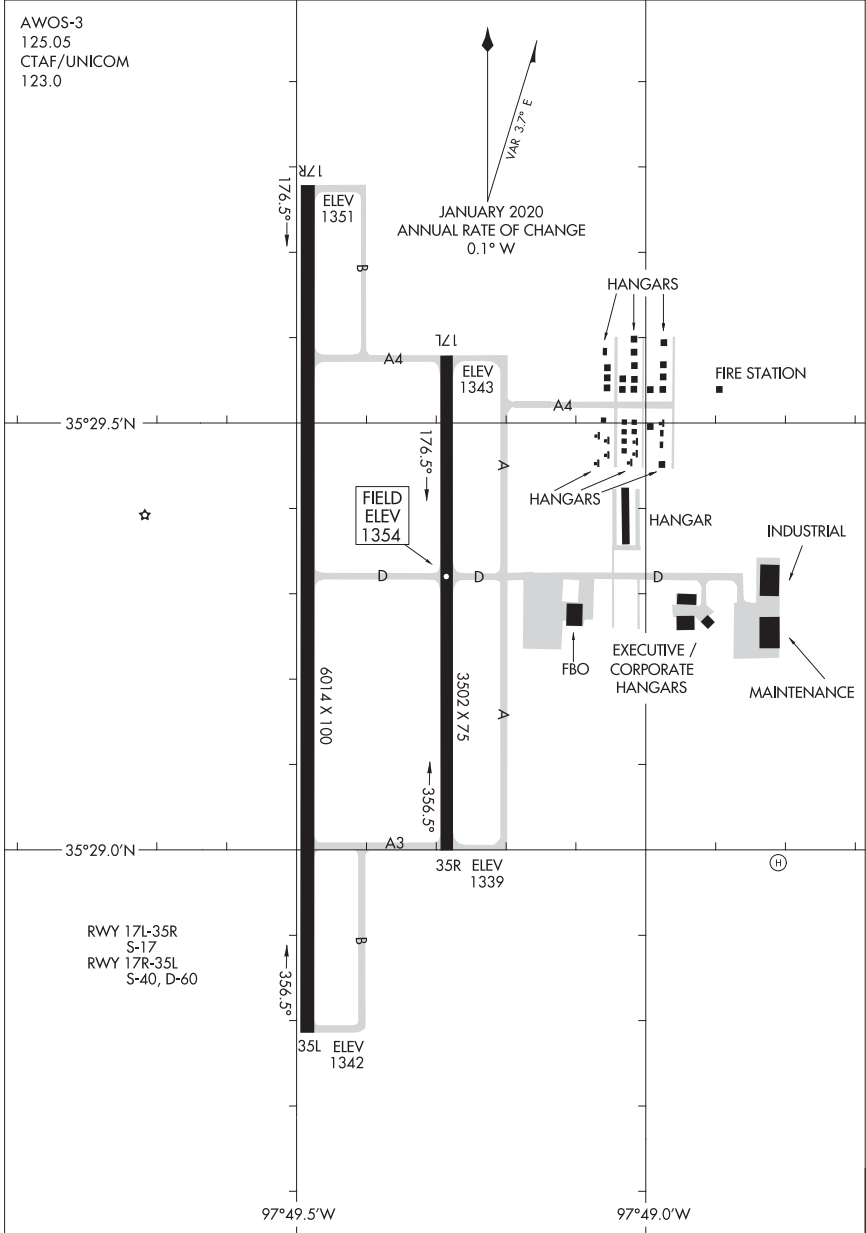 AWOS-3
125.05
CTAF/UNICOM
123.0
VAR 3.7° E
JANUARY 2020
ANNUAL RATE OF CHANGE
0.1° W
17R
176.5°
ELEV
1351
B
HANGARS
17L
A4
ELEV
1343
FIRE STATION
A4
35°29.5'N
176.5°
A
HANGARS
FIELD
ELEV
1354
HANGAR
INDUSTRIAL
D
D
D
FBO
EXECUTIVE /
CORPORATE
HANGARS
MAINTENANCE
6014 X 100
3502 X 75
A
356.5°
A3
35°29.0'N
35R ELEV
1339
H
RWY 17L-35R
S-17
RWY 17R-35L
S-40, D-60
B
356.5°
35L ELEV
1342
97°49.5'W
97°49.0'W